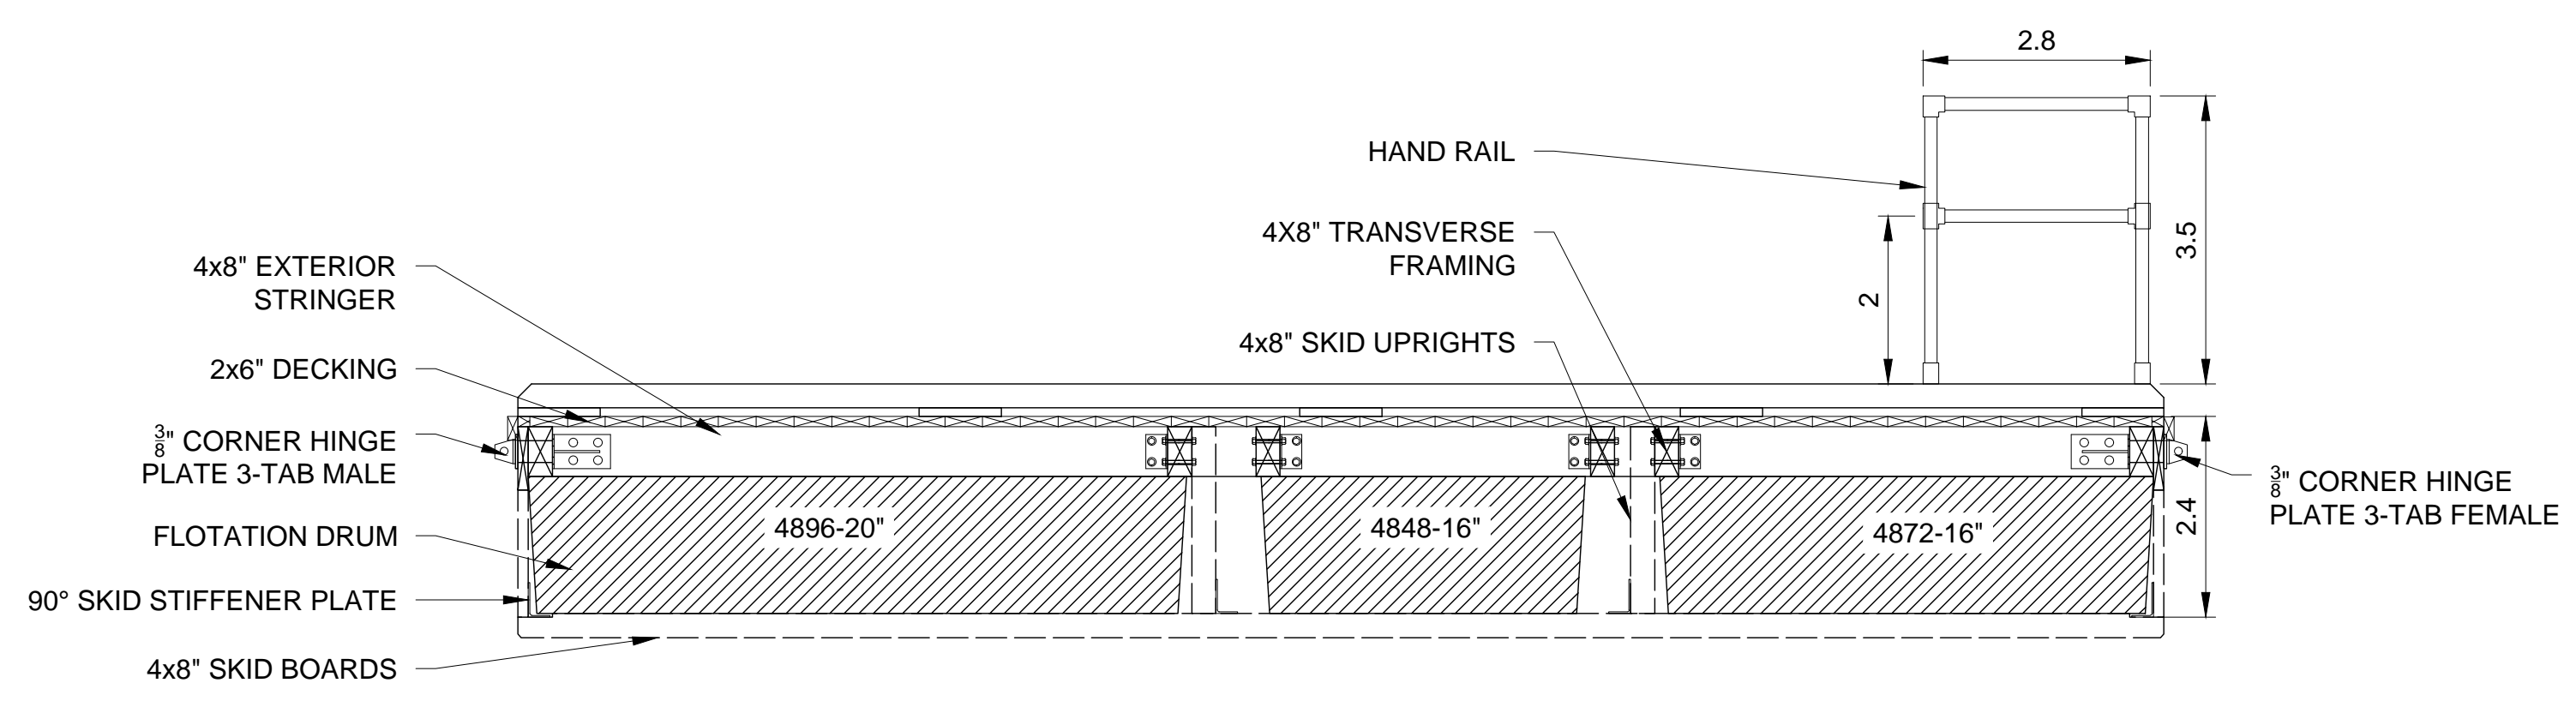 2.8
HAND RAIL
3.5
4X8" TRANSVERSE
FRAMING
2
4x8" EXTERIOR
STRINGER
4x8" SKID UPRIGHTS
2x6" DECKING
3/8" CORNER HINGE
PLATE 3-TAB MALE
3/8" CORNER HINGE
PLATE 3-TAB FEMALE
2.4
FLOTATION DRUM
4896-20"
4848-16"
4872-16"
90° SKID STIFFENER PLATE
4x8" SKID BOARDS